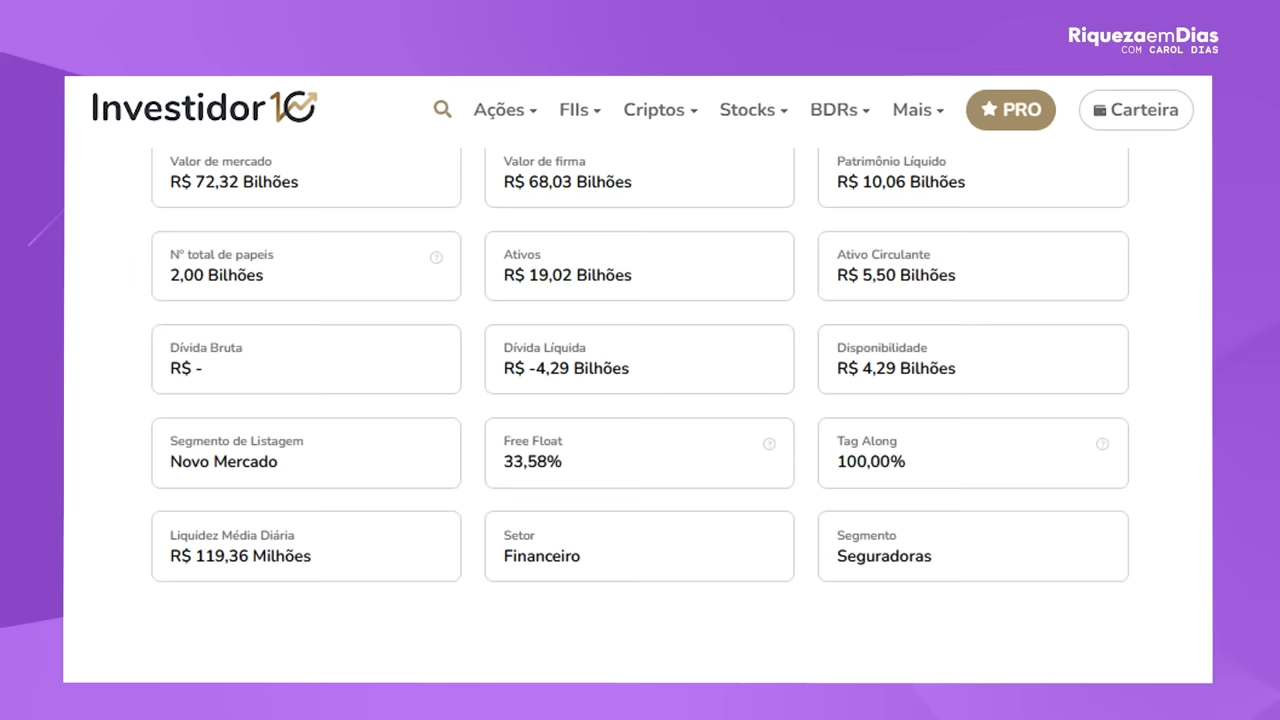 RiquezaemDias
COM CAROL DIAS
Investidor 10
Ações
FIIs
Criptos
Stocks
BDRs
Mais
PRO
Carteira
Valor de mercado
R$ 72,32 Bilhões
Valor de firma
R$ 68,03 Bilhões
Patrimônio Líquido
R$ 10,06 Bilhões
Nº total de papeis
2,00 Bilhões
Ativos
R$ 19,02 Bilhões
Ativo Circulante
R$ 5,50 Bilhões
Dívida Bruta
R$ -
Dívida Líquida
R$ -4,29 Bilhões
Disponibilidade
R$ 4,29 Bilhões
Segmento de Listagem
Novo Mercado
Free Float
33,58%
Tag Along
100,00%
Liquidez Média Diária
R$ 119,36 Milhões
Setor
Financeiro
Segmento
Seguradoras